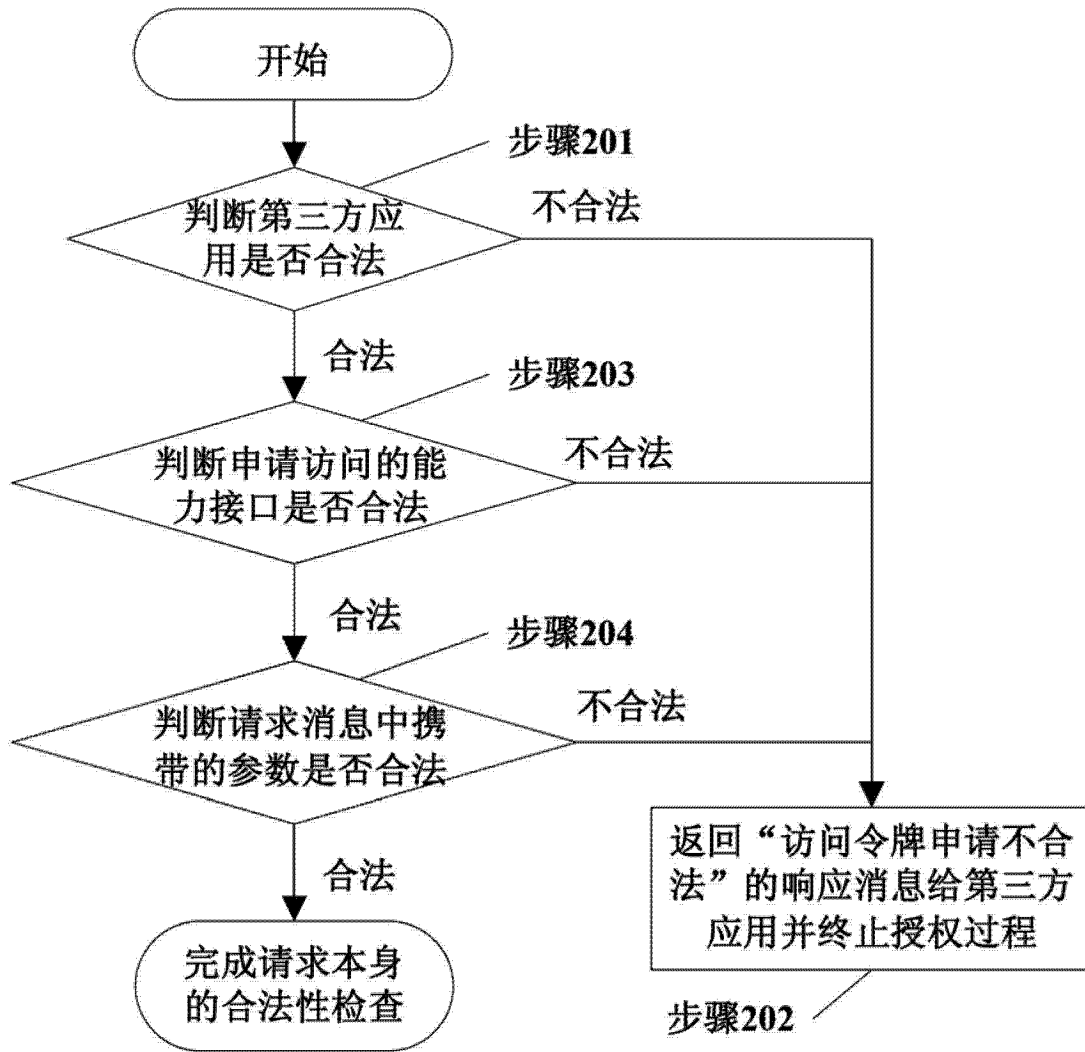 开始
步骤201
判断第三方应
用是否合法
不合法
合法
步骤203
判断申请访问的能
力接口是否合法
不合法
合法
步骤204
判断请求消息中携
带的参数是否合法
不合法
合法
完成请求本身
的合法性检查
返回“访问令牌申请不合
法”的响应消息给第三方
应用并终止授权过程
步骤202